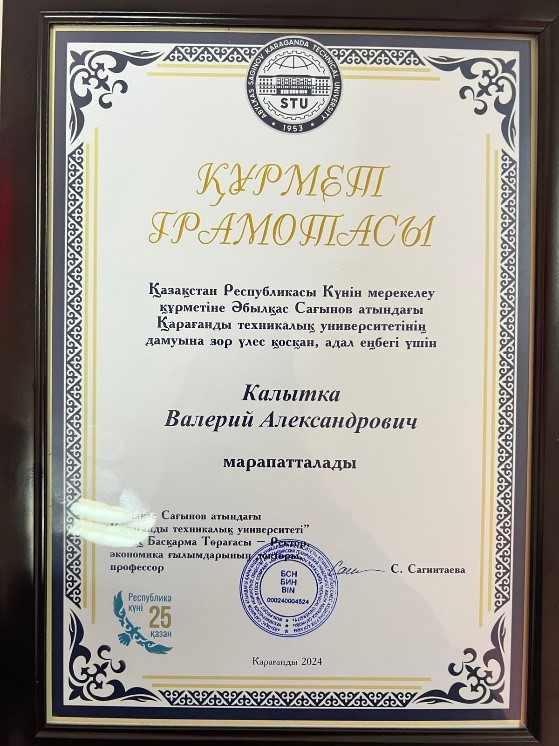 ABYLKAS SAGINOV KARAGANDA TECHNICAL UNIVERSITY
STU
1953
ҚҰРМЕТ
ГРАМОТАСЫ
Қазақстан Республикасы Күнін мерекелеу
құрметіне Әбылқас Сағынов атындағы
Қарағанды техникалық университетінің
дамуына зор үлес қосқан, адал еңбегі үшін
Калытка
Валерий Александрович
марапатталады
Сағынов атындағы
техникалық университеті”
Басқарма Төрағасы – Ректор,
экономика ғылымдарының докторы,
профессор
С. Сагинтаева
БСН
БИН
BIN
000240004524
Республика
күні 25
қазан
Қарағанды 2024